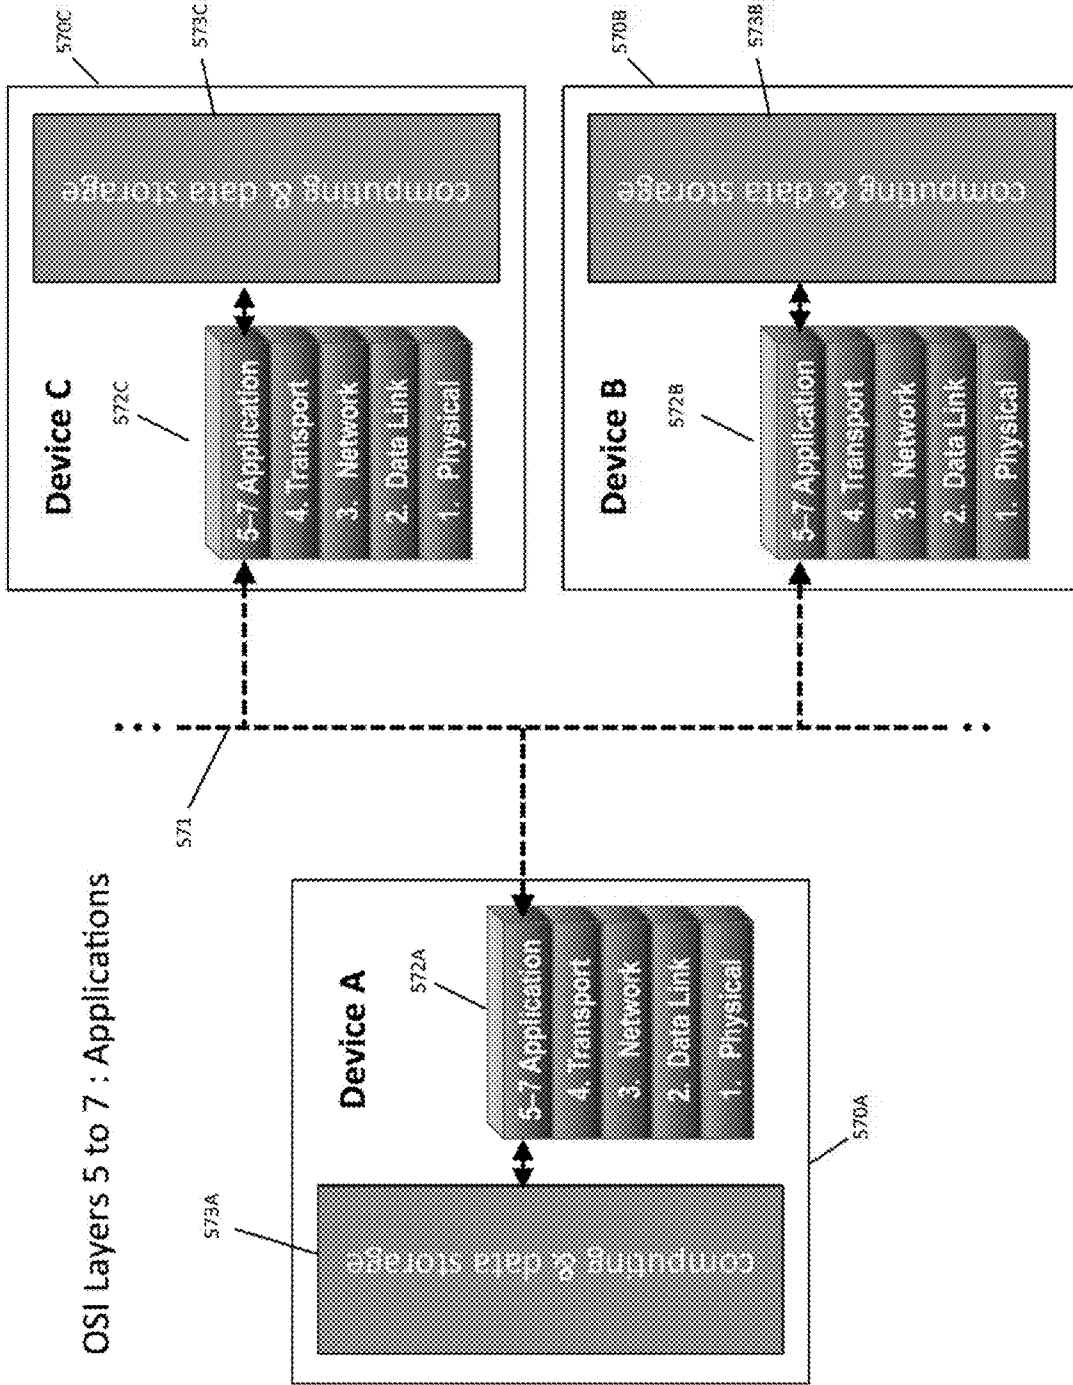 OSI Layers 5 to 7 : Applications
571
Device A
572A
573A
computing & data storage
5–7 Application
4. Transport
3. Network
2. Data Link
1. Physical
570A
Device C
572C
570C
573C
5–7 Application
4. Transport
3. Network
2. Data Link
1. Physical
computing & data storage
Device B
572B
570B
573B
5–7 Application
4. Transport
3. Network
2. Data Link
1. Physical
computing & data storage